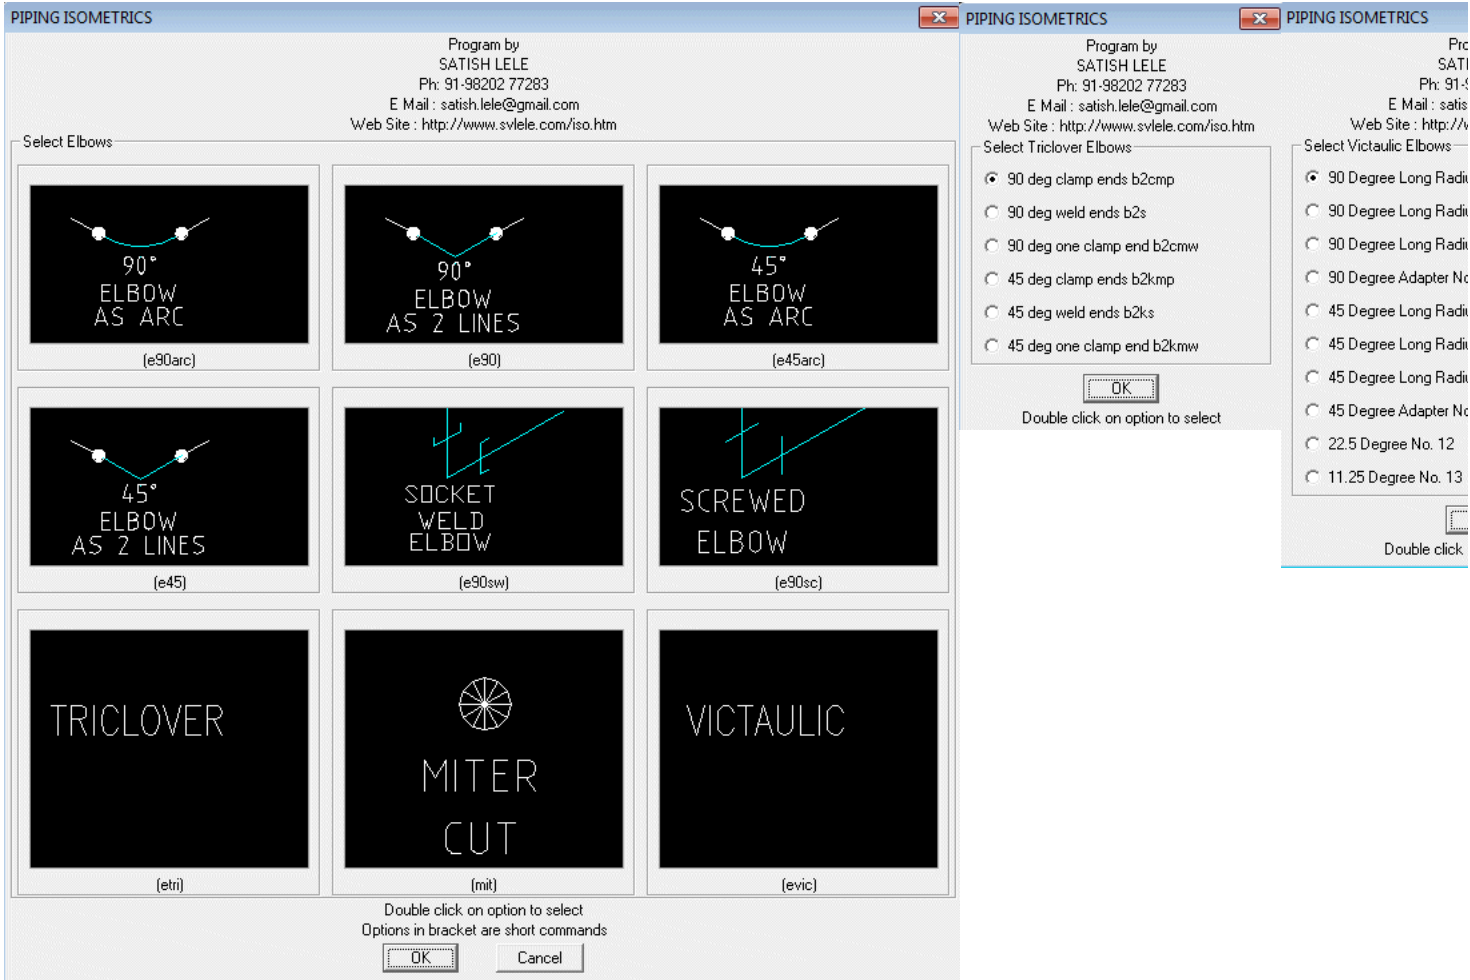 PIPING ISOMETRICS
Program by
SATISH LELE
Ph: 91-98202 77283
E Mail : satish.lele@gmail.com
Web Site : http://www.svlele.com/iso.htm
Select Elbows
90°
ELBOW
AS ARC
(e90arc)
90°
ELBOW
AS 2 LINES
(e90)
45°
ELBOW
AS ARC
(e45arc)
45°
ELBOW
AS 2 LINES
(e45)
SOCKET
WELD
ELBOW
(e90sw)
SCREWED
ELBOW
(e90sc)
TRICLOVER
(etri)
MITER
CUT
(mit)
VICTAULIC
(evic)
Double click on option to select
Options in bracket are short commands
OK
Cancel
PIPING ISOMETRICS
Program by
SATISH LELE
Ph: 91-98202 77283
E Mail : satish.lele@gmail.com
Web Site : http://www.svlele.com/iso.htm
Select Triclover Elbows
90 deg clamp ends b2cmp
90 deg weld ends b2s
90 deg one clamp end b2cmw
45 deg clamp ends b2kmp
45 deg weld ends b2ks
45 deg one clamp end b2kmw
OK
Double click on option to select
PIPING ISOMETRICS
Ph: 91-
E Mail :
Web Site :
Select Victaulic Elbows
90 Degree Long
90 Degree Long
90 Degree Long
90 Degree Adapter
45 Degree Long
45 Degree Long
45 Degree Long
45 Degree Adapter
22.5 Degree No. 12
11.25 Degree No. 13
Double click